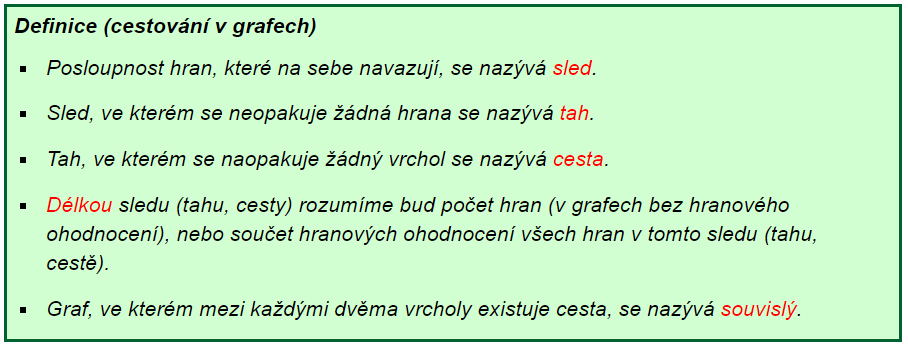 Definice (cestování v grafech)
▪ Posloupnost hran, které na sebe navazují, se nazývá sled.
▪ Sled, ve kterém se neopakuje žádná hrana se nazývá tah.
▪ Tah, ve kterém se naopakuje žádný vrchol se nazývá cesta.
▪ Délkou sledu (tahu, cesty) rozumíme bud počet hran (v grafech bez hranového
ohodnocení), nebo součet hranových ohodnocení všech hran v tomto sledu (tahu,
cestě).
▪ Graf, ve kterém mezi každými dvěma vrcholy existuje cesta, se nazývá souvislý.